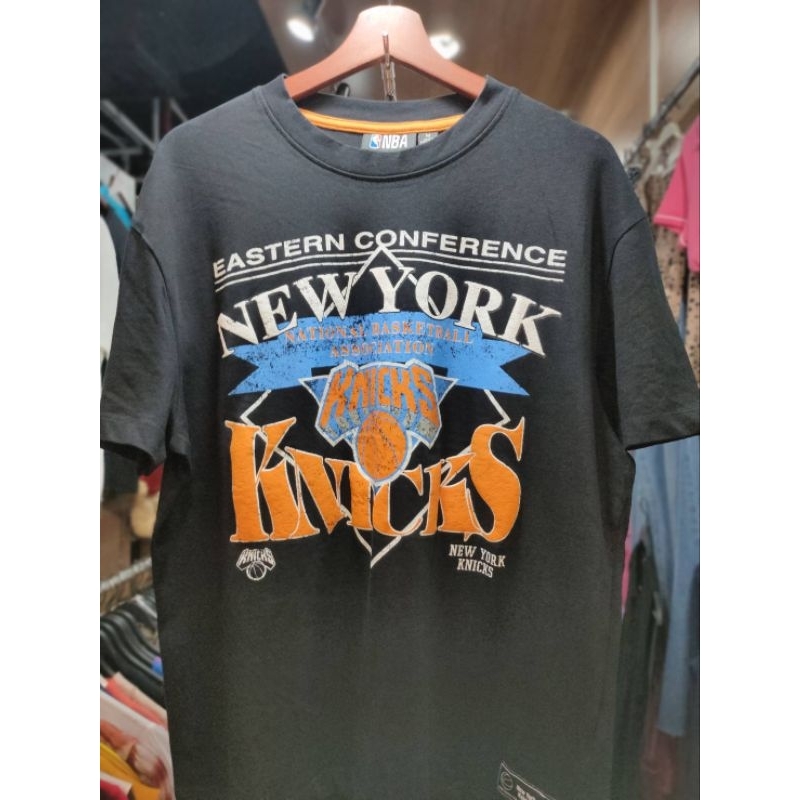 NBA
EASTERN CONFERENCE
NEW YORK
NATIONAL BASKETBALL
ASSOCIATION
KNICKS
KNICKS
KNICKS
NEW YORK
KNICKS